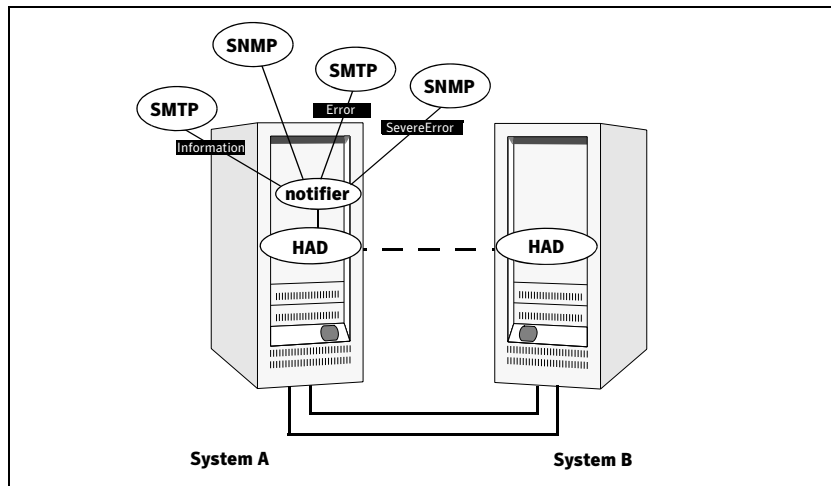 SNMP
SMTP
SNMP
SMTP
Error
SevereError
Information
notifier
HAD
HAD
System A
System B